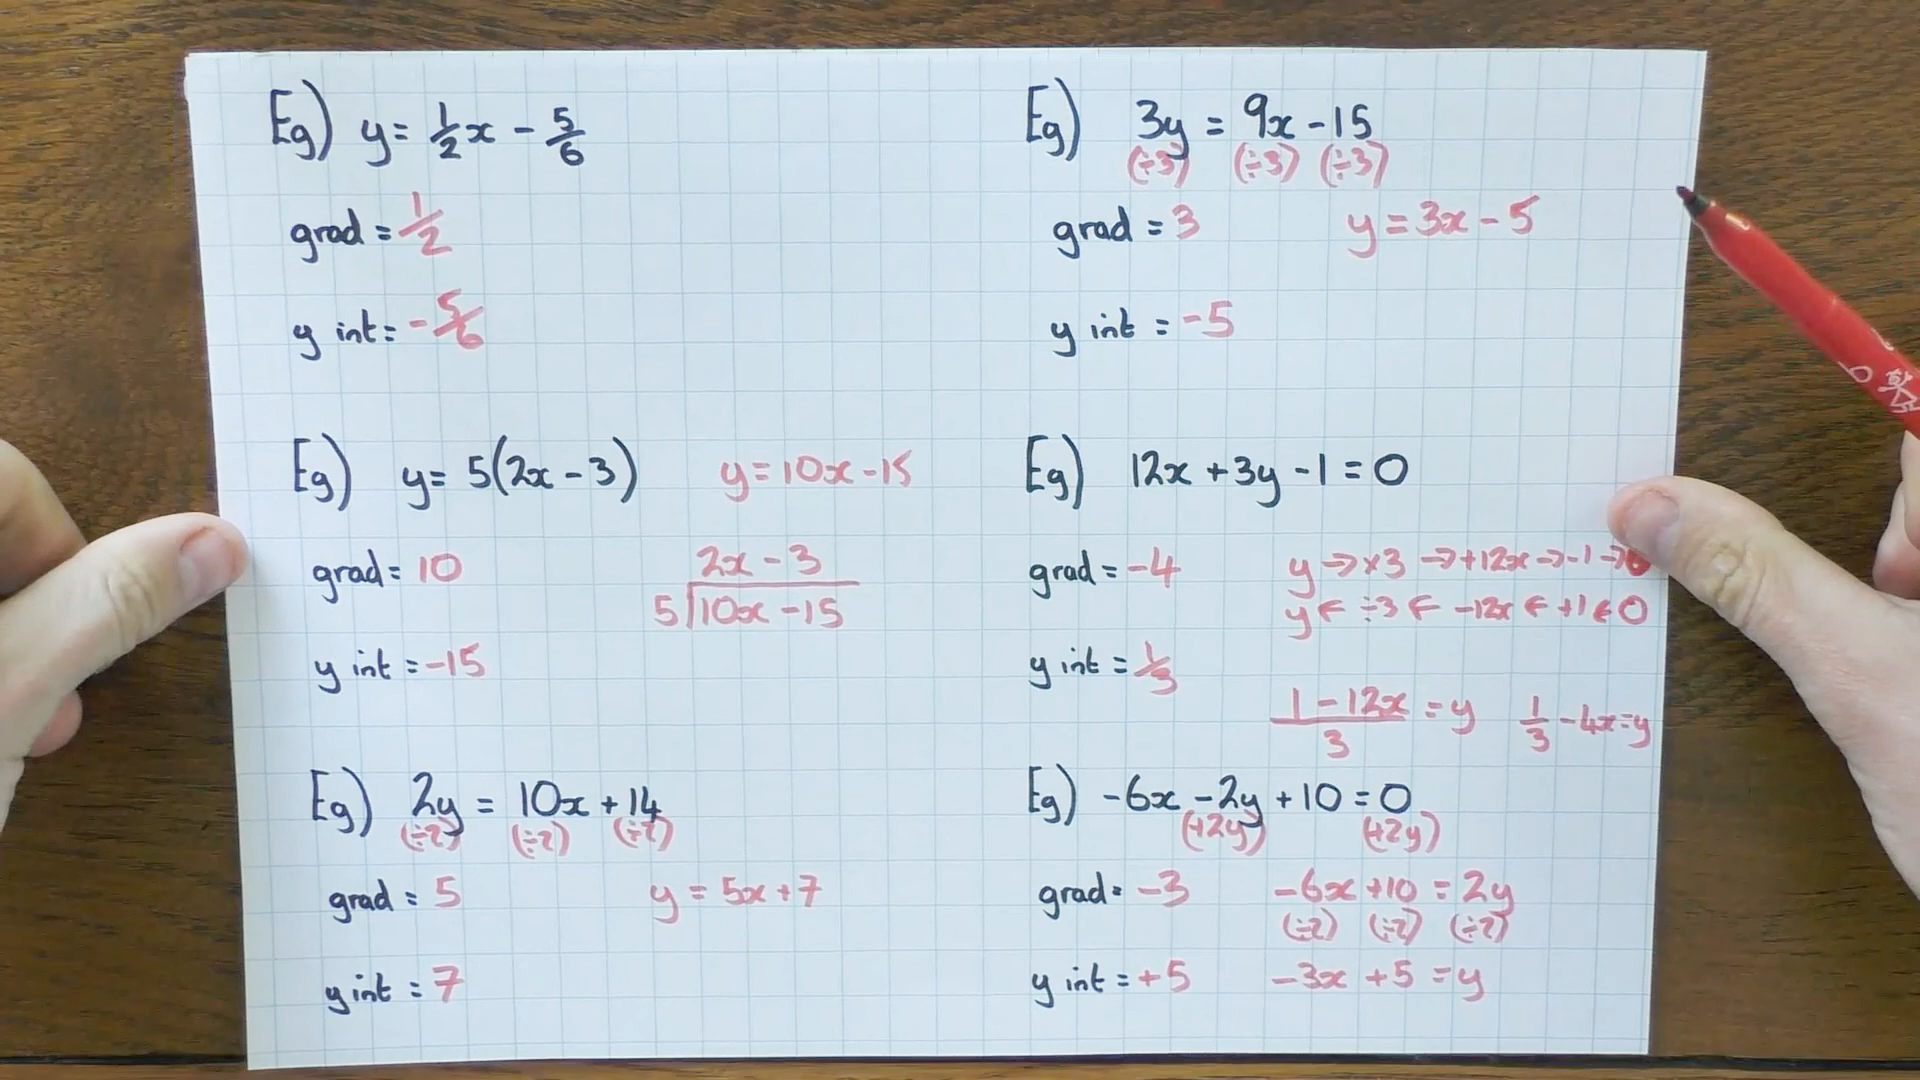 Eg) y = 1/2 x - 5/6
grad = 1/2
y int = - 5/6
Eg) 3y = 9x - 15
(÷3) (÷3) (÷3)
grad = 3 y = 3x - 5
y int = -5
Eg) y = 5(2x - 3) y = 10x - 15
grad = 10 2x - 3
5 10x - 15
y int = -15
Eg) 12x + 3y - 1 = 0
grad = -4 y → ×3 → +12x → -1 → 0
y ← ÷3 ← -12x ← +1 ← 0
y int = 1/3
1 - 12x / 3 = y 1/3 - 4x = y
Eg) 2y = 10x + 14
(÷2) (÷2) (÷2)
grad = 5 y = 5x + 7
y int = 7
Eg) -6x - 2y + 10 = 0
(+2y) (+2y)
grad = -3 -6x + 10 = 2y
(÷2) (÷2) (÷2)
y int = +5 -3x + 5 = y